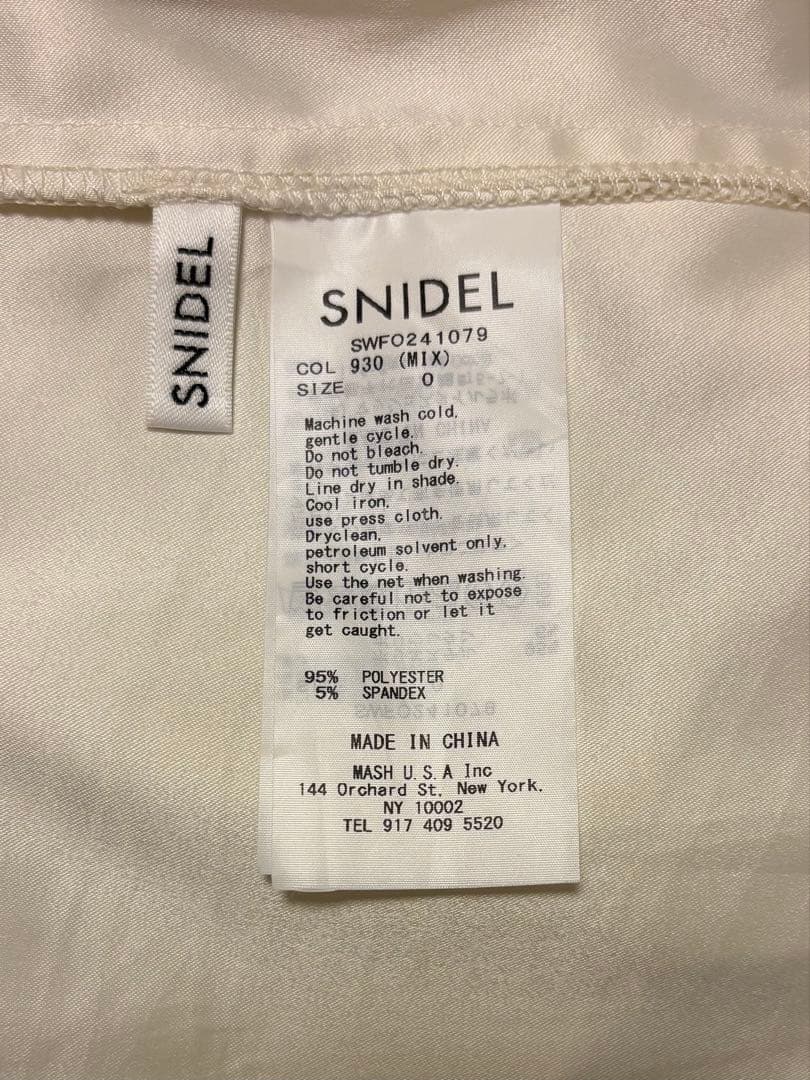 SNIDEL
SNIDEL
SWFO241079
COL 930 (MIX)
SIZE 0
Machine wash cold,
gentle cycle.
Do not bleach.
Do not tumble dry.
Line dry in shade.
Cool iron,
use press cloth.
Dryclean,
petroleum solvent only,
short cycle.
Use the net when washing.
Be careful not to expose
to friction or let it
get caught.
95% POLYESTER
5% SPANDEX
MADE IN CHINA
MASH U.S.A Inc
144 Orchard St, New York.
NY 10002
TEL 917 409 5520